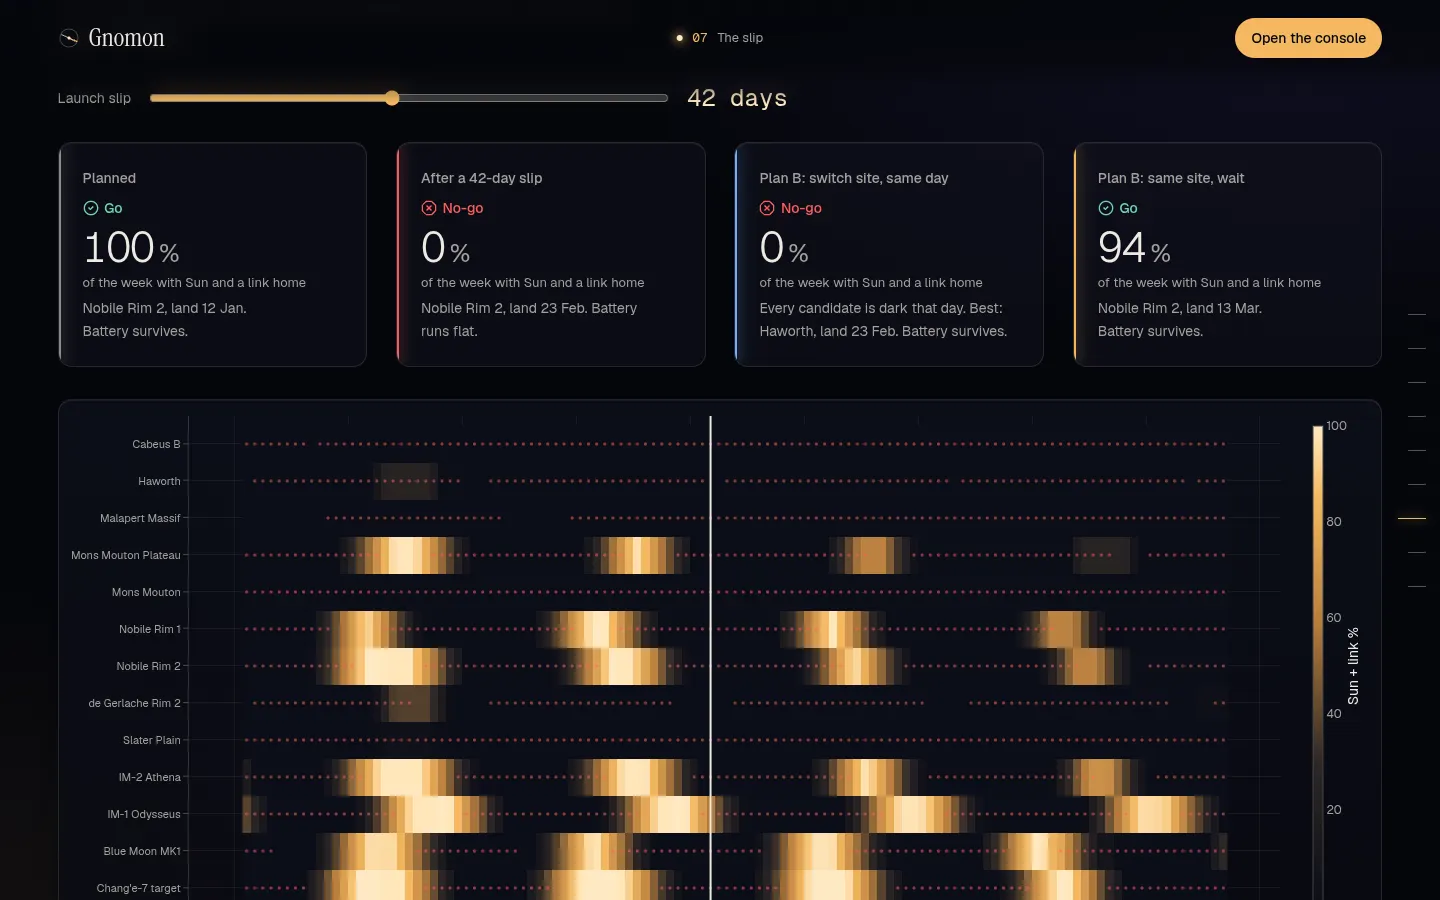 Gnomon
07 The slip
Open the console
Launch slip
42 days
Planned
Go
100 %
of the week with Sun and a link home
Nobile Rim 2, land 12 Jan.
Battery survives.
After a 42-day slip
No-go
0 %
of the week with Sun and a link home
Nobile Rim 2, land 23 Feb. Battery
runs flat.
Plan B: switch site, same day
No-go
0 %
of the week with Sun and a link home
Every candidate is dark that day. Best:
Haworth, land 23 Feb. Battery survives.
Plan B: same site, wait
Go
94 %
of the week with Sun and a link home
Nobile Rim 2, land 13 Mar.
Battery survives.
Cabeus B
Haworth
Malapert Massif
Mons Mouton Plateau
Mons Mouton
Nobile Rim 1
Nobile Rim 2
de Gerlache Rim 2
Slater Plain
IM-2 Athena
IM-1 Odysseus
Blue Moon MK1
Chang'e-7 target
100
80
60
40
20
Sun + link %